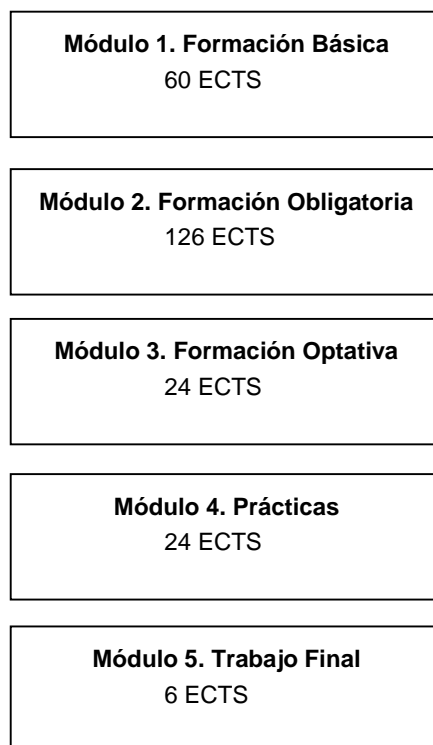 Módulo 1. Formación Básica
60 ECTS
Módulo 2. Formación Obligatoria
126 ECTS
Módulo 3. Formación Optativa
24 ECTS
Módulo 4. Prácticas
24 ECTS
Módulo 5. Trabajo Final
6 ECTS